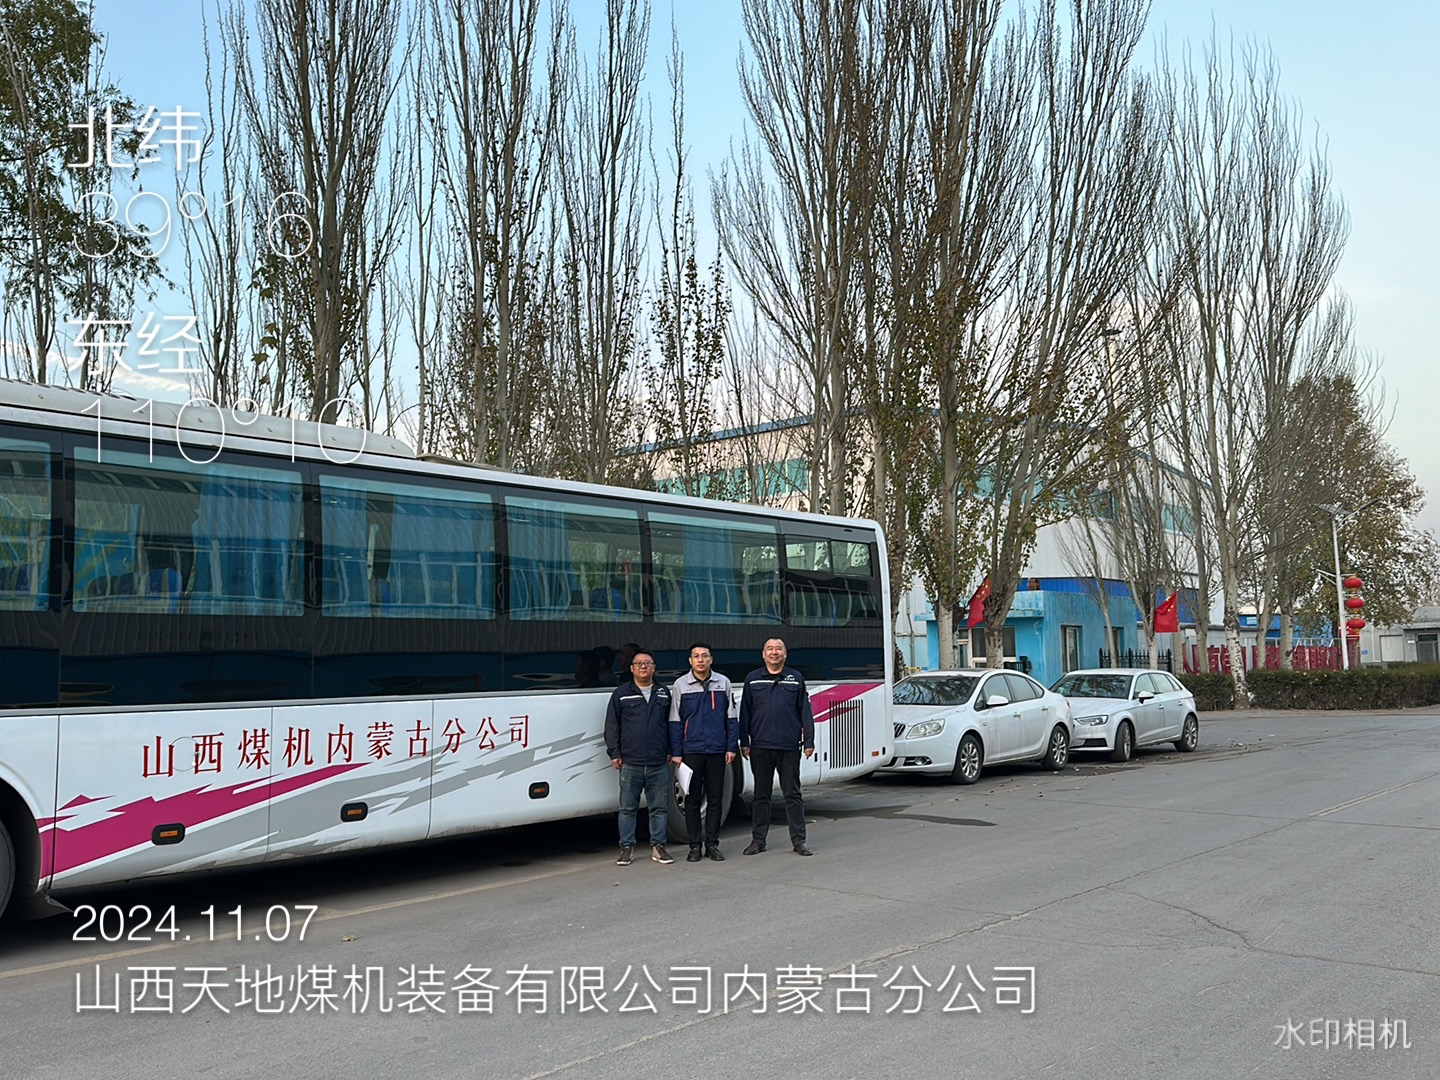 北纬
39°16
东经
110°10
山西煤机内蒙古分公司
2024.11.07
山西天地煤机装备有限公司内蒙古分公司
水印相机